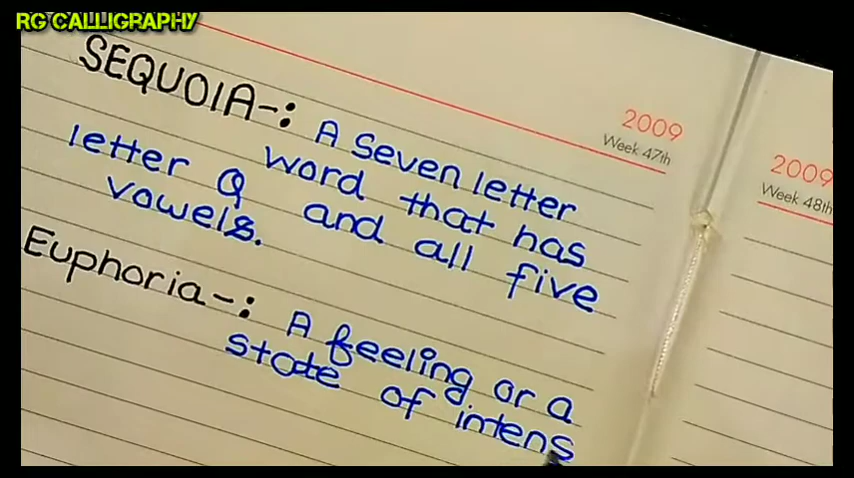 RG CALLIGRAPHY
2009
Week 47th
2009
Week 48th
SEQUOIA-: A Seven letter
word that has
letter Q and all five
vowels.
Euphoria-: A feeling or a
state of intens